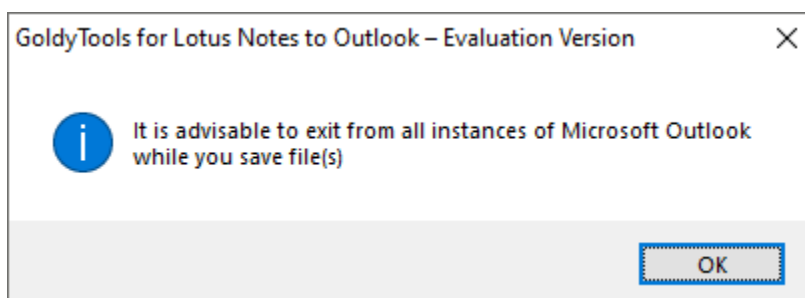 GoldyTools for Lotus Notes to Outlook – Evaluation Version
It is advisable to exit from all instances of Microsoft Outlook
while you save file(s)
OK